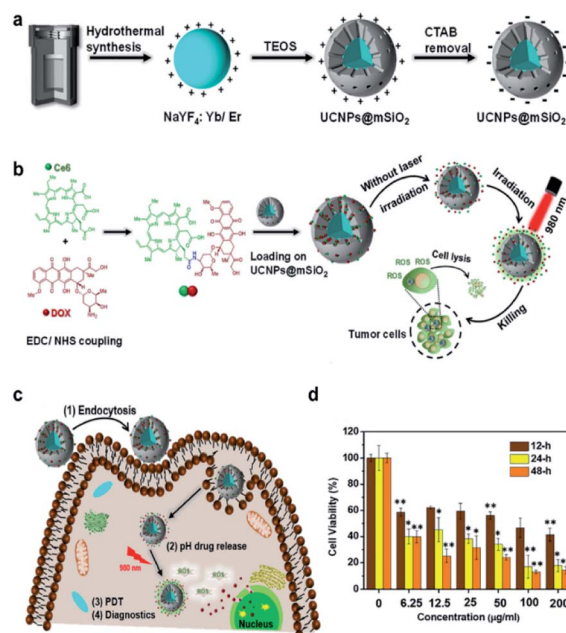 a
Hydrothermal
synthesis
TEOS
CTAB
removal
NaYF4: Yb/ Er
UCNPs@mSiO2
UCNPs@mSiO2
b
Ce6
+
DOX
EDC/ NHS coupling
Loading on
UCNPs@mSiO2
Without laser
irradiation
Irradiation
980 nm
ROS
ROS
ROS
Cell lysis
Tumor cells
Killing
c
(1) Endocytosis
(2) pH drug release
980 nm
ROS
ROS
ROS
(3) PDT
(4) Diagnostics
Nucleus
d
120
100
80
60
40
20
0
Cell Viability (%)
12-h
24-h
48-h
0 6.25 12.5 25 50 100 200
Concentration (µg/ml)